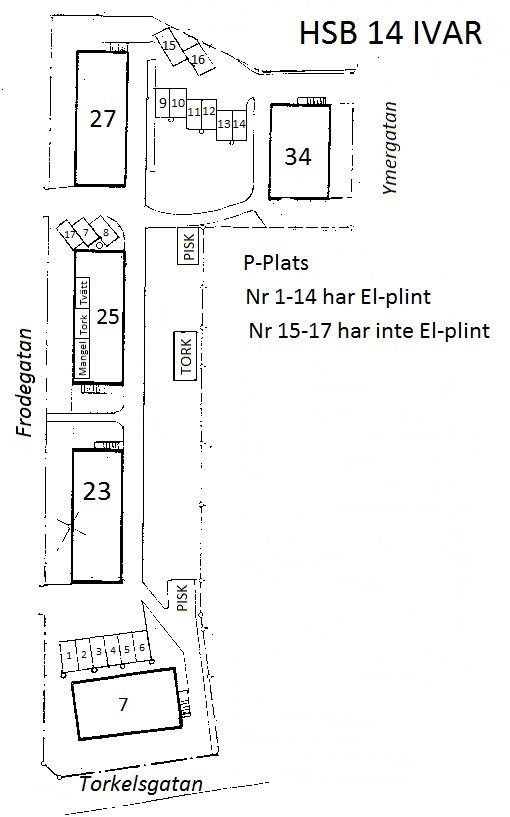 HSB 14 IVAR
15
16
27
9 10 11 12 13 14
34
Ymergatan
17 7 8
PISK
P-Plats
Nr 1-14 har El-plint
Nr 15-17 har inte El-plint
Mangel Tork Tvätt
25
TORK
Frodegatan
23
PISK
1 2 3 4 5 6
7
Torkelsgatan